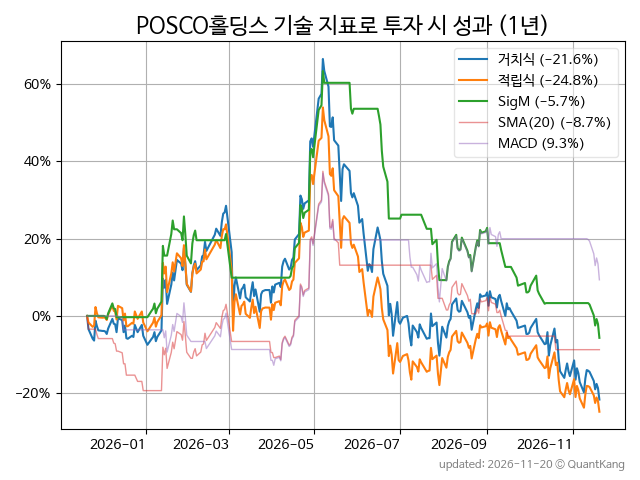 POSCO홀딩스 기술 지표로 투자 시 성과 (1년)
거치식 (-21.6%)
적립식 (-24.8%)
SigM (-5.7%)
SMA(20) (-8.7%)
MACD (9.3%)
60%
40%
20%
0%
-20%
2026-01 2026-03 2026-05 2026-07 2026-09 2026-11
updated: 2026-11-20 © QuantKang